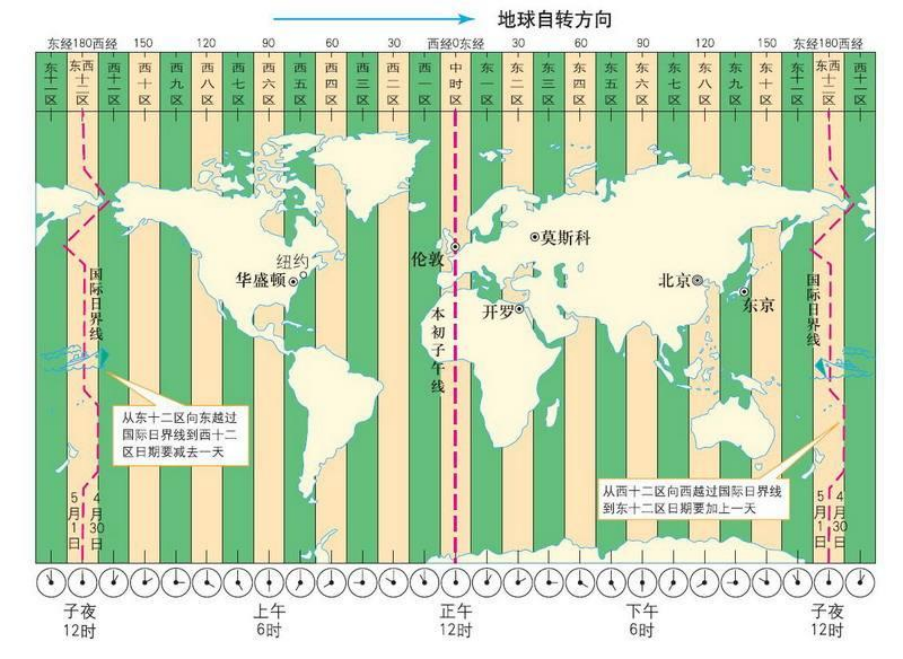 地球自转方向
东经180西经 150 120 90 60 30 西经0东经 30 60 90 120 150 东经180西经
东十一区 东西十二区 西十一区 西十区 西九区 西八区 西七区 西六区 西五区 西四区 西三区 西二区 西一区 中时区 东一区 东二区 东三区 东四区 东五区 东六区 东七区 东八区 东九区 东十区 东十一区 东西十二区 西十一区
莫斯科
伦敦
纽约
华盛顿
北京
开罗
东京
国际日界线
本初子午线
国际日界线
从东十二区向东越过
国际日界线到西十二
区日期要减去一天
从西十二区向西越过国际日界线
到东十二区日期要加上一天
5月1日
4月30日
5月1日
4月30日
子夜 上午 正午 下午 子夜
12时 6时 12时 6时 12时